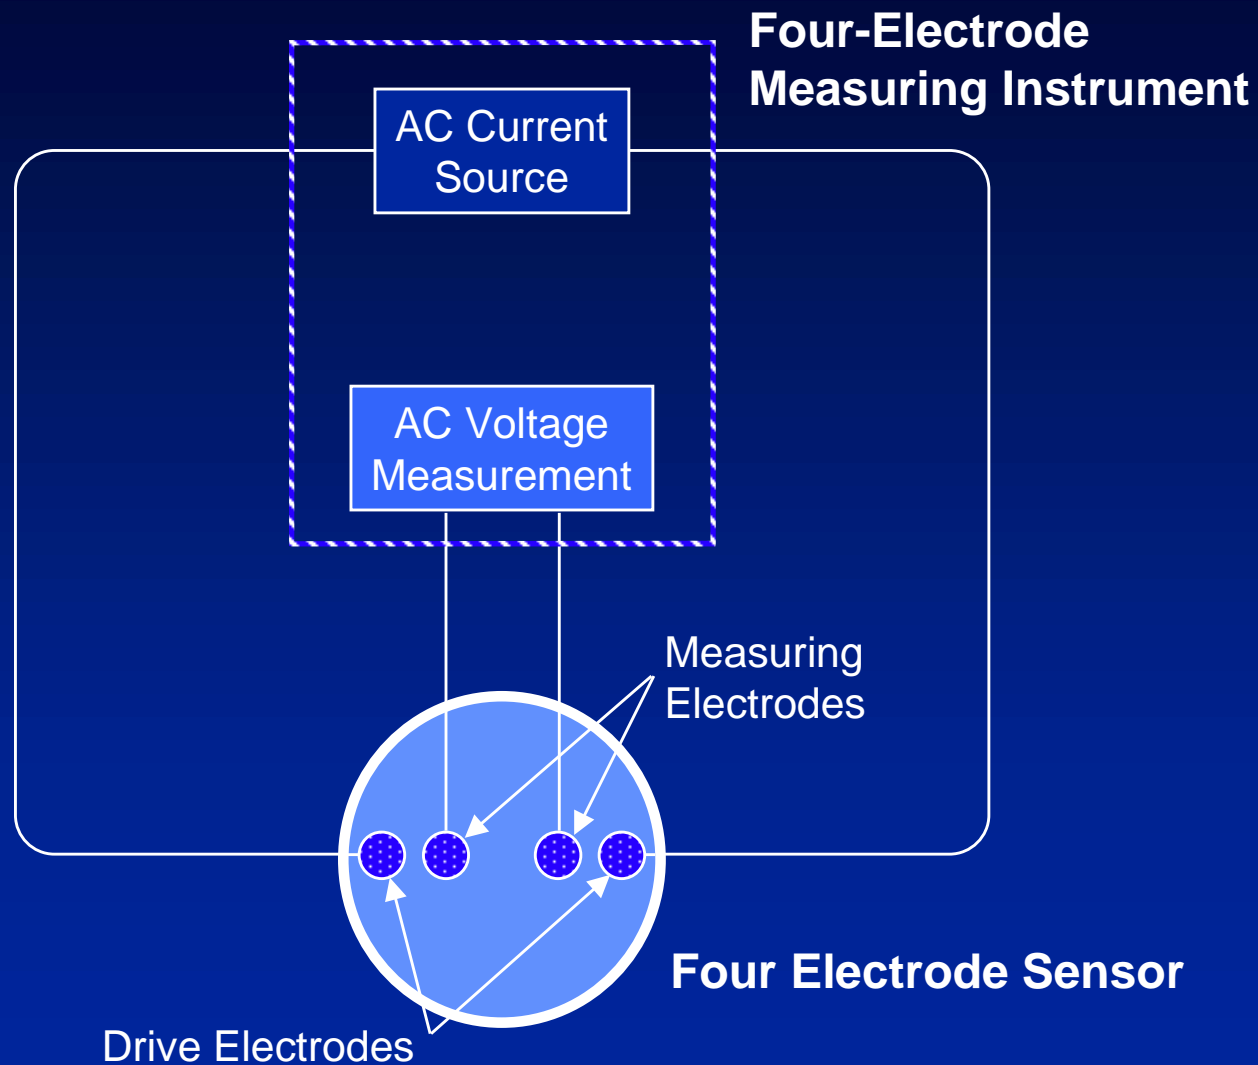 Four-Electrode
Measuring Instrument
AC Current
Source
AC Voltage
Measurement
Measuring
Electrodes
Four Electrode Sensor
Drive Electrodes